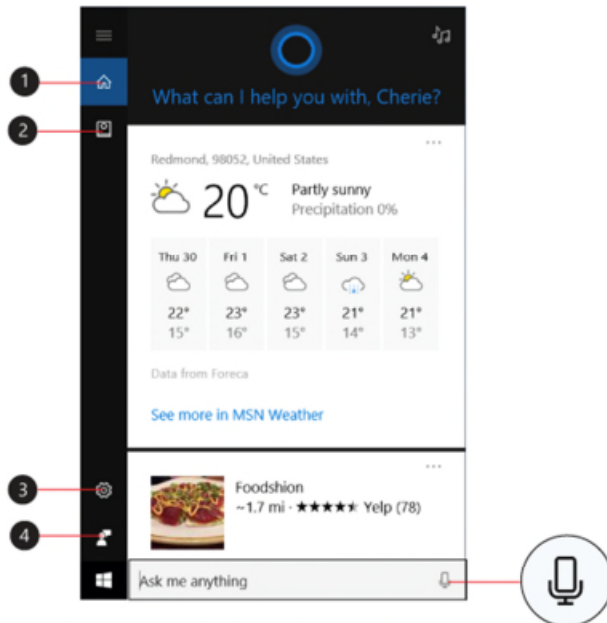 What can I help you with, Cherie?
1
2
Redmond, 98052, United States
20 °C
Partly sunny
Precipitation 0%
Thu 30 Fri 1 Sat 2 Sun 3 Mon 4
22° 23° 23° 21° 21°
15° 16° 15° 14° 13°
Data from Foreca
See more in MSN Weather
3
Foodshion
~1.7 mi · ★★★★⯨ Yelp (78)
4
Ask me anything